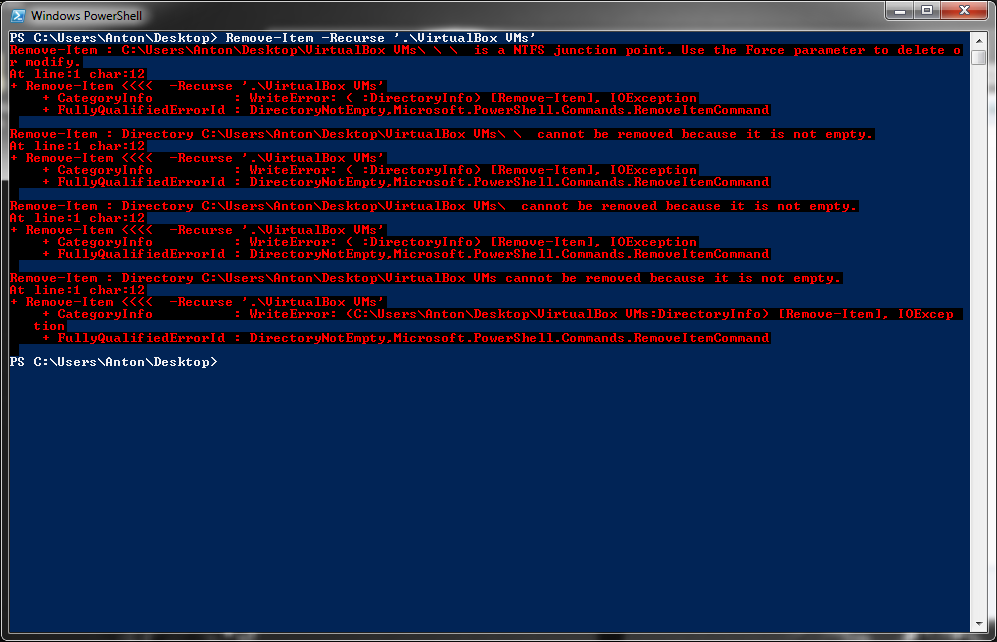 Windows PowerShell
PS C:\Users\Anton\Desktop> Remove-Item -Recurse '.\VirtualBox VMs'
Remove-Item : C:\Users\Anton\Desktop\VirtualBox VMs\ \ \  is a NTFS junction point. Use the Force parameter to delete o
r modify.
At line:1 char:12
+ Remove-Item <<<<  -Recurse '.\VirtualBox VMs'
    + CategoryInfo          : WriteError: ( :DirectoryInfo) [Remove-Item], IOException
    + FullyQualifiedErrorId : DirectoryNotEmpty,Microsoft.PowerShell.Commands.RemoveItemCommand
Remove-Item : Directory C:\Users\Anton\Desktop\VirtualBox VMs\ \  cannot be removed because it is not empty.
At line:1 char:12
+ Remove-Item <<<<  -Recurse '.\VirtualBox VMs'
    + CategoryInfo          : WriteError: ( :DirectoryInfo) [Remove-Item], IOException
    + FullyQualifiedErrorId : DirectoryNotEmpty,Microsoft.PowerShell.Commands.RemoveItemCommand
Remove-Item : Directory C:\Users\Anton\Desktop\VirtualBox VMs\  cannot be removed because it is not empty.
At line:1 char:12
+ Remove-Item <<<<  -Recurse '.\VirtualBox VMs'
    + CategoryInfo          : WriteError: ( :DirectoryInfo) [Remove-Item], IOException
    + FullyQualifiedErrorId : DirectoryNotEmpty,Microsoft.PowerShell.Commands.RemoveItemCommand
Remove-Item : Directory C:\Users\Anton\Desktop\VirtualBox VMs cannot be removed because it is not empty.
At line:1 char:12
+ Remove-Item <<<<  -Recurse '.\VirtualBox VMs'
    + CategoryInfo          : WriteError: (C:\Users\Anton\Desktop\VirtualBox VMs:DirectoryInfo) [Remove-Item], IOExcep
   tion
    + FullyQualifiedErrorId : DirectoryNotEmpty,Microsoft.PowerShell.Commands.RemoveItemCommand
PS C:\Users\Anton\Desktop>